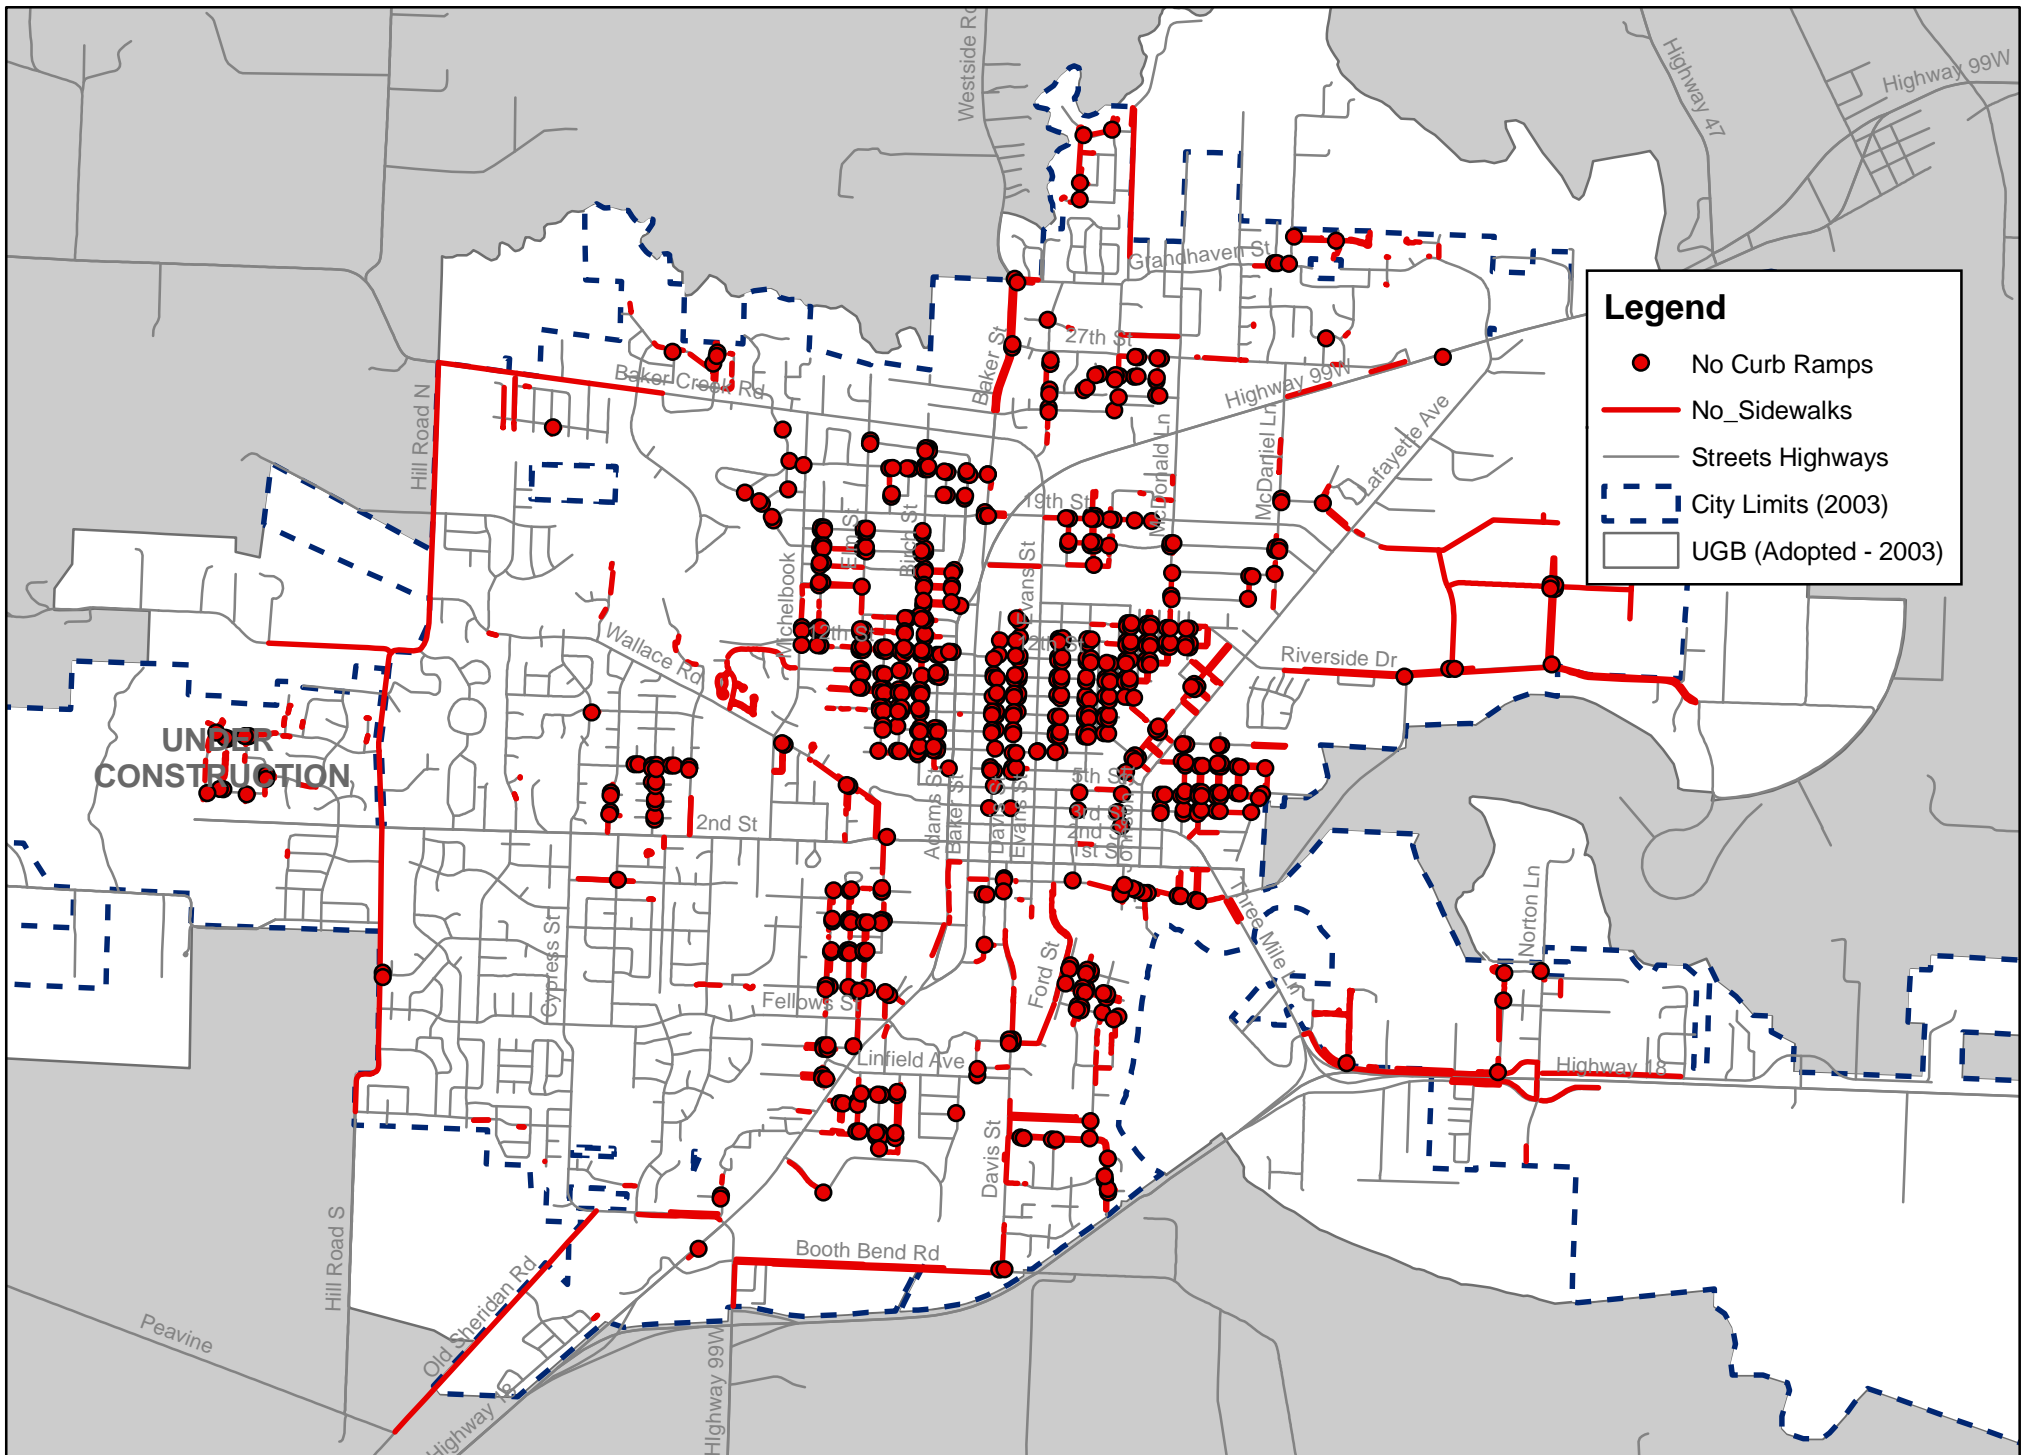 Westside Rd
Highway 47
Highway 99W
Grandhaven St
Legend
No Curb Ramps
No_Sidewalks
Streets Highways
City Limits (2003)
UGB (Adopted - 2003)
27th St
Baker St
Baker Creek Rd
Highway 99W
Hill Road N
McDonald Ln
McDaniel Ln
Lafayette Ave
19th St
Elm St
Birch St
Evans St
Michelbook
12th St
12th St
Wallace Rd
Riverside Dr
UNDER
CONSTRUCTION
5th St
3rd St
2nd St
1st St
Johnson St
2nd St
Adams St
Baker St
Davis St
Evans St
Three Mile Ln
Norton Ln
Cypress St
Ford St
Fellows St
Linfield Ave
Highway 18
Davis St
Booth Bend Rd
Hill Road S
Old Sheridan Rd
Peavine
Highway 18
HIghway 99W